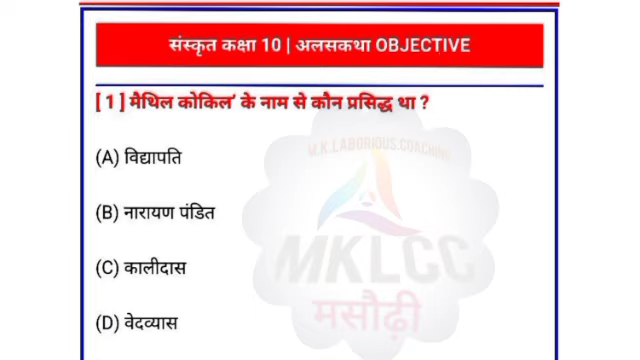 संस्कृत कक्षा 10 | अलसकथा OBJECTIVE
[ 1 ] मैथिल कोकिल’ के नाम से कौन प्रसिद्ध था ?
M.K.LABORIOUS.COACHING
(A) विद्यापति
(B) नारायण पंडित
MKLCC
(C) कालीदास
मसौढ़ी
(D) वेदव्यास